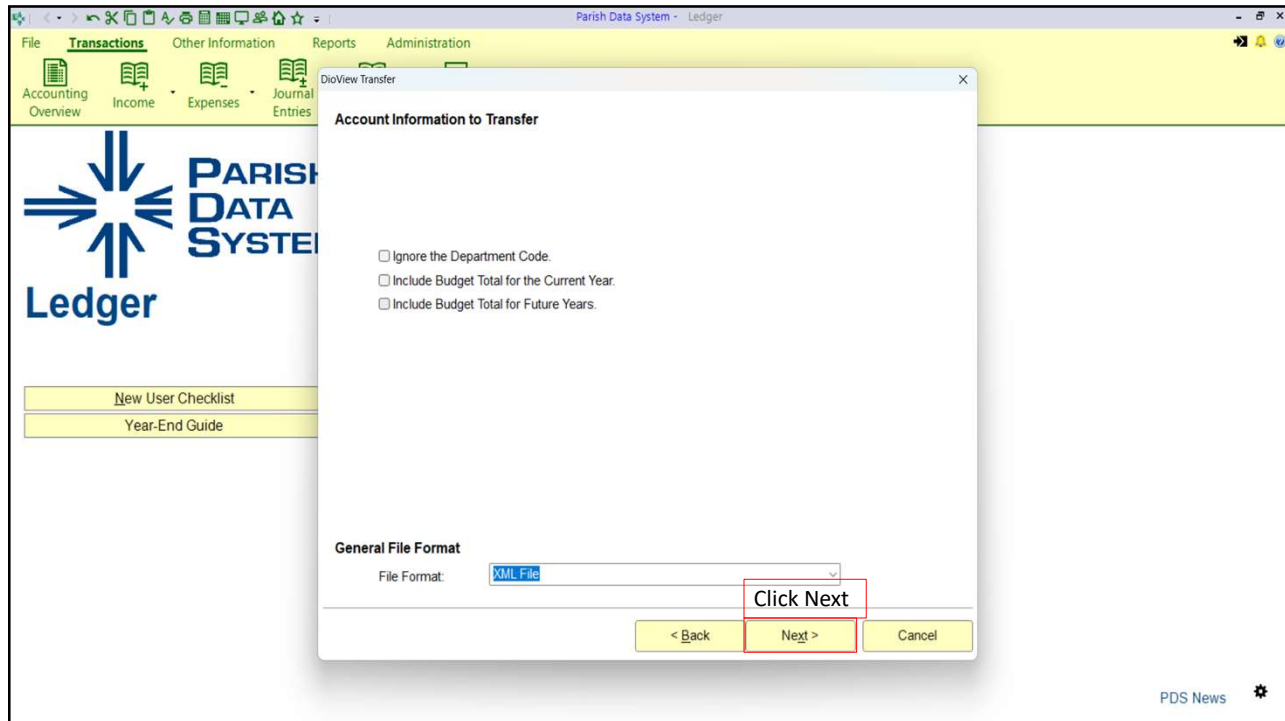 Parish Data System - Ledger
File Transactions Other Information Reports Administration
Accounting Overview
Income
Expenses
Journal Entries
PARISH
DATA
SYSTE
Ledger
New User Checklist
Year-End Guide
DioView Transfer
Account Information to Transfer
Ignore the Department Code.
Include Budget Total for the Current Year.
Include Budget Total for Future Years.
General File Format
File Format: XML File
Click Next
< Back Next > Cancel
PDS News